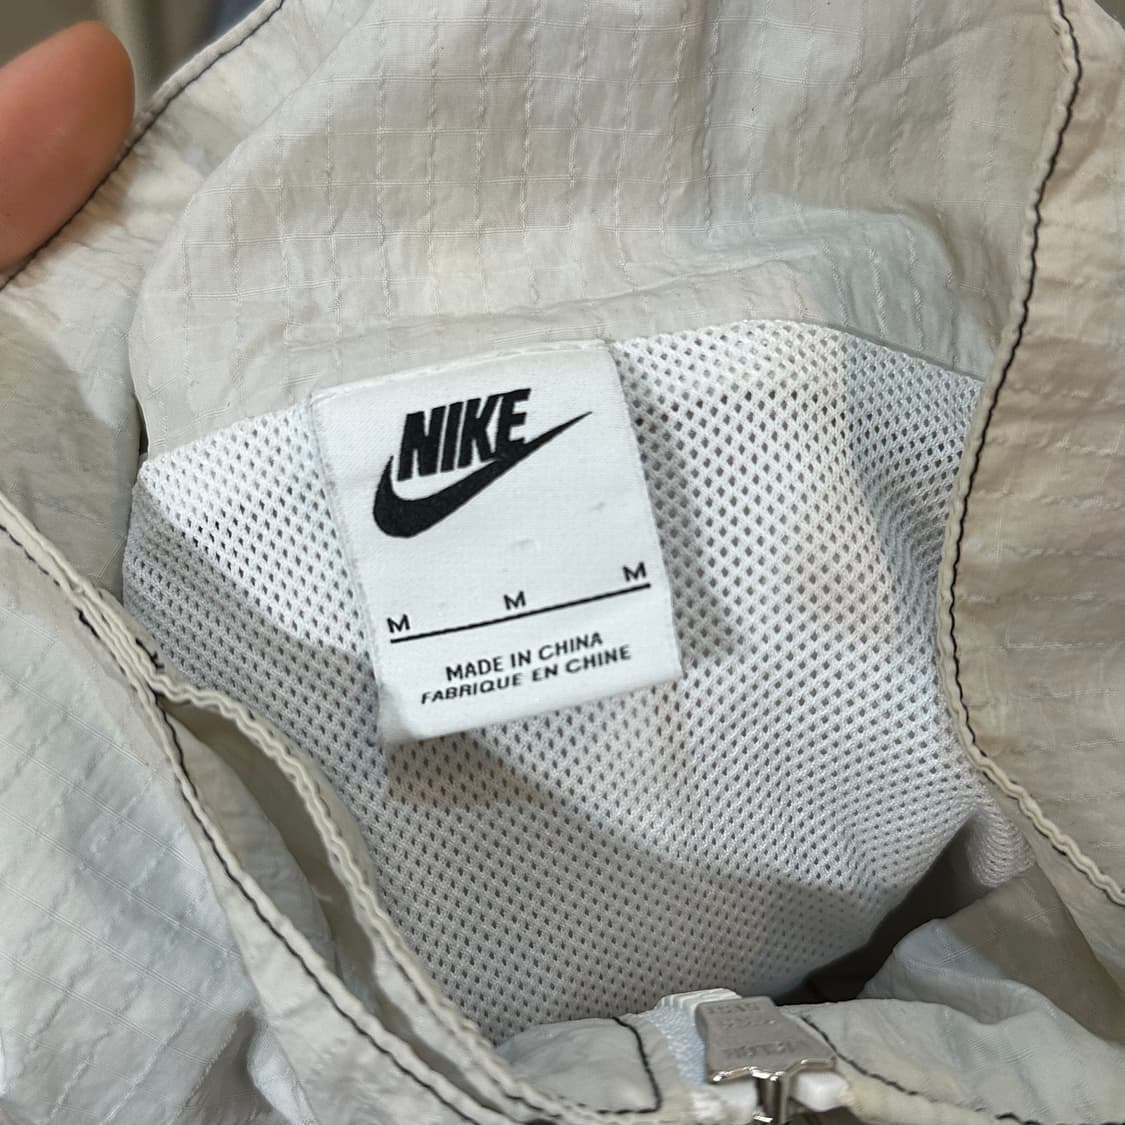 NIKE
M M M
MADE IN CHINA
FABRIQUE EN CHINE